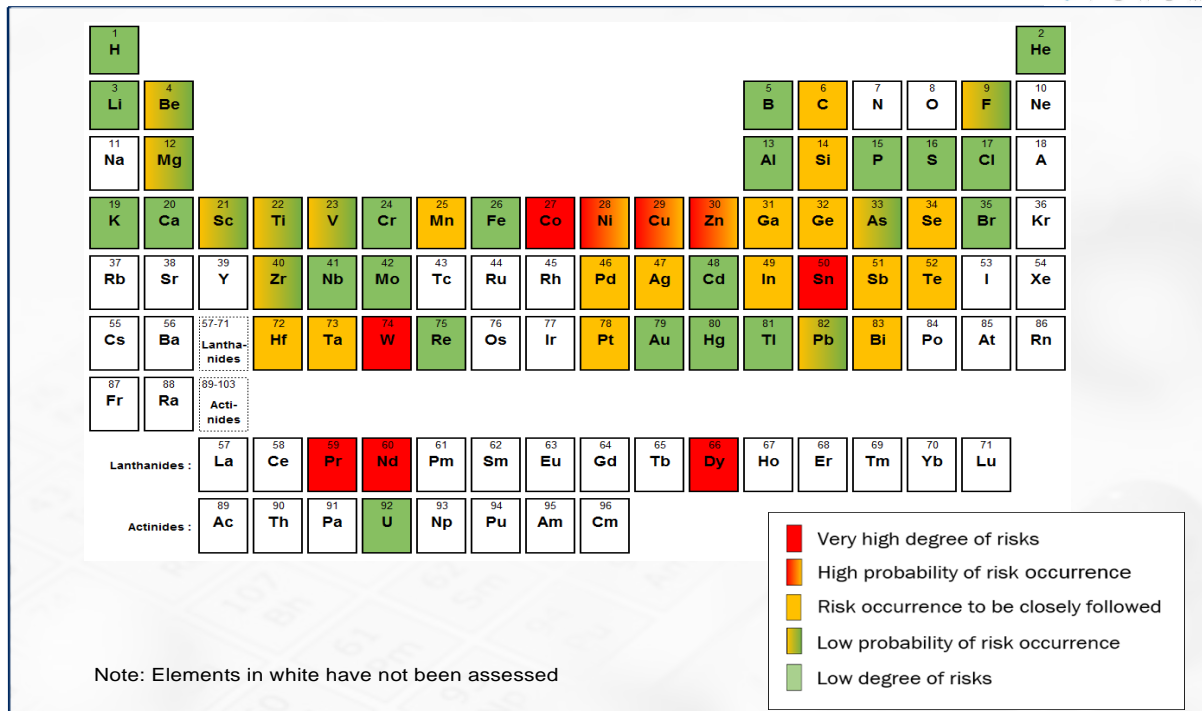 1 2
H He
3 4 5 6 7 8 9 10
Li Be B C N O F Ne
11 12 13 14 15 16 17 18
Na Mg Al Si P S Cl A
19 20 21 22 23 24 25 26 27 28 29 30 31 32 33 34 35 36
K Ca Sc Ti V Cr Mn Fe Co Ni Cu Zn Ga Ge As Se Br Kr
37 38 39 40 41 42 43 44 45 46 47 48 49 50 51 52 53 54
Rb Sr Y Zr Nb Mo Tc Ru Rh Pd Ag Cd In Sn Sb Te I Xe
55 56 57-71 72 73 74 75 76 77 78 79 80 81 82 83 84 85 86
Cs Ba Lantha- Hf Ta W Re Os Ir Pt Au Hg Tl Pb Bi Po At Rn
nides
87 88 89-103
Fr Ra Acti-
nides
57 58 59 60 61 62 63 64 65 66 67 68 69 70 71
Lanthanides : La Ce Pr Nd Pm Sm Eu Gd Tb Dy Ho Er Tm Yb Lu
89 90 91 92 93 94 95 96
Actinides : Ac Th Pa U Np Pu Am Cm
Very high degree of risks
High probability of risk occurrence
Risk occurrence to be closely followed
Low probability of risk occurrence
Low degree of risks
Note: Elements in white have not been assessed